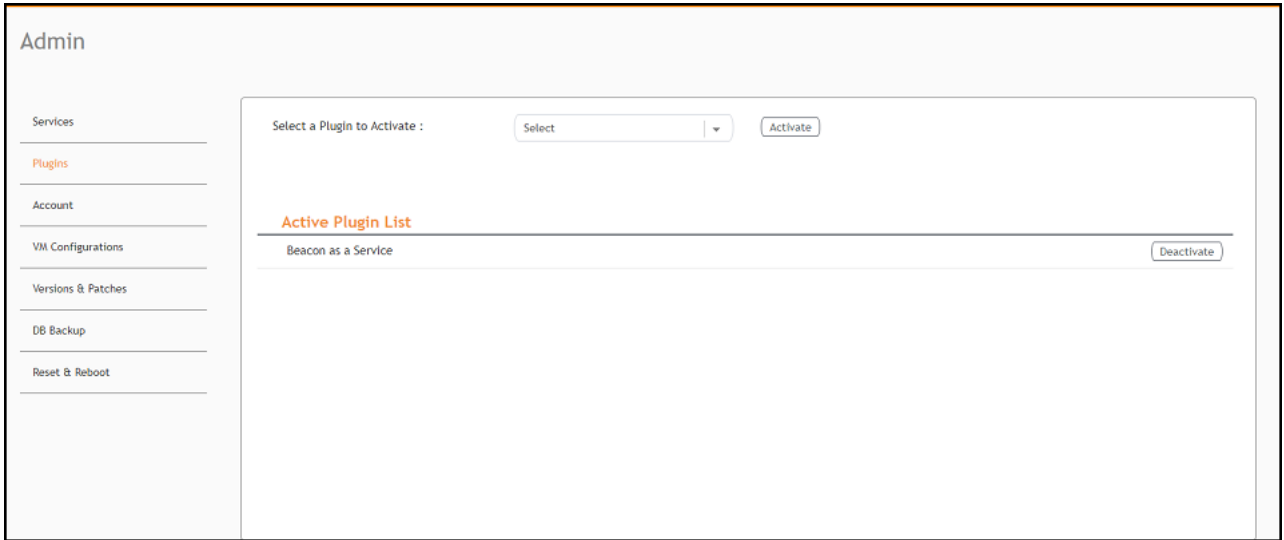 Admin
Services
Plugins
Account
VM Configurations
Versions & Patches
DB Backup
Reset & Reboot
Select a Plugin to Activate : Select Activate
Active Plugin List
Beacon as a Service Deactivate